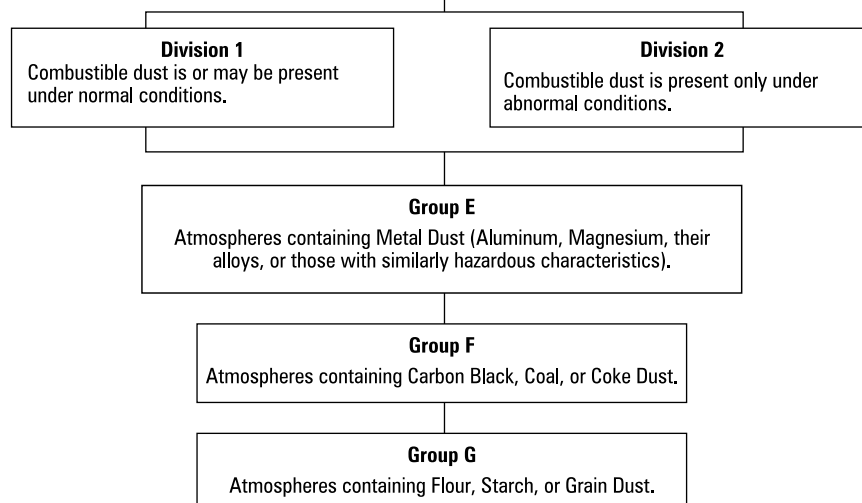 Division 1
Combustible dust is or may be present
under normal conditions.
Division 2
Combustible dust is present only under
abnormal conditions.
Group E
Atmospheres containing Metal Dust (Aluminum, Magnesium, their
alloys, or those with similarly hazardous characteristics).
Group F
Atmospheres containing Carbon Black, Coal, or Coke Dust.
Group G
Atmospheres containing Flour, Starch, or Grain Dust.